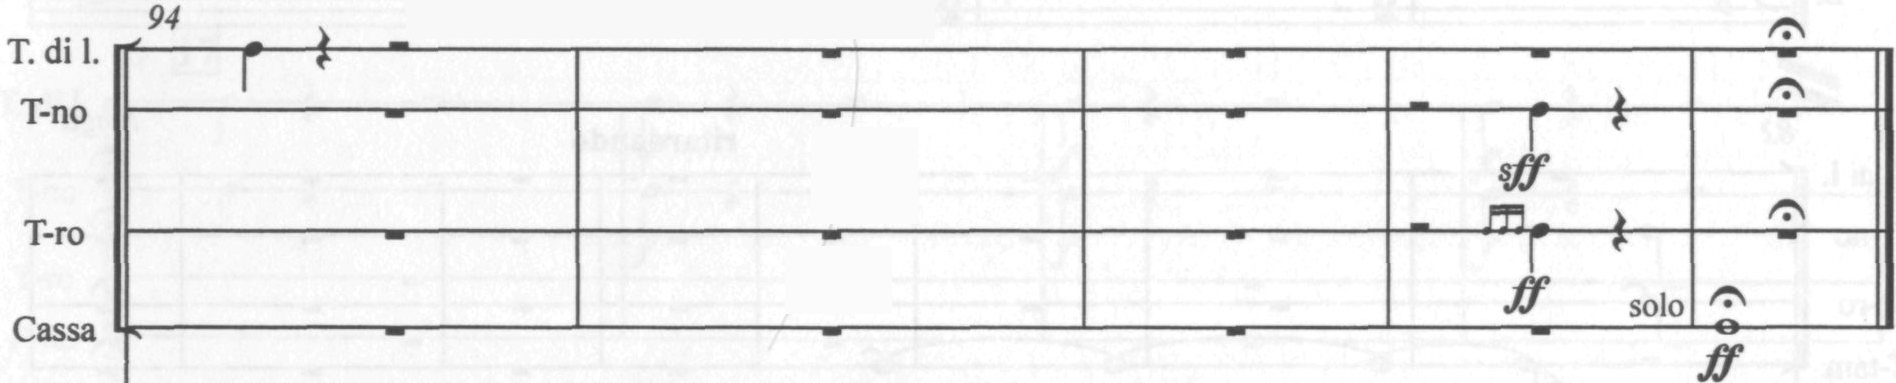 94
T. di l.
T-no
sff
T-ro
ff
solo
Cassa
ff